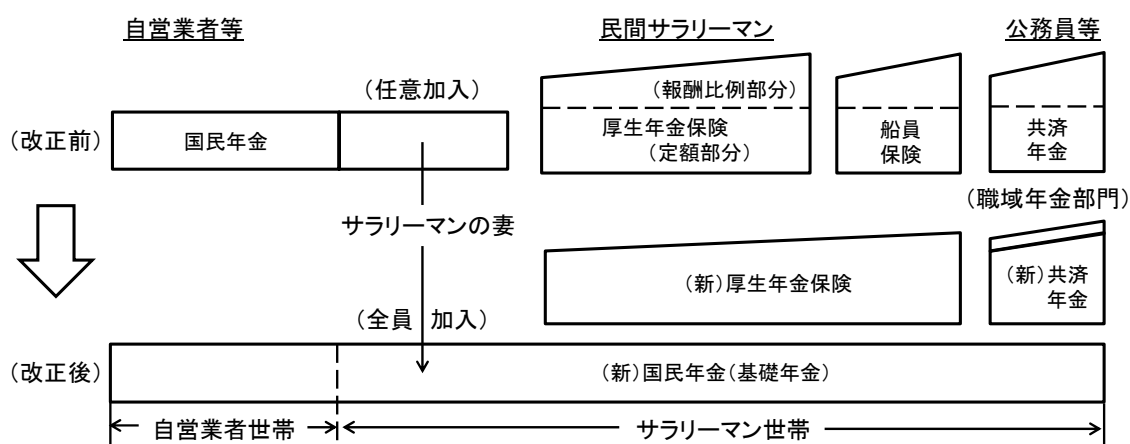 自営業者等
民間サラリーマン
公務員等
(任意加入)
(報酬比例部分)
(改正前)
国民年金
厚生年金保険
(定額部分)
船員
保険
共済
年金
(職域年金部門)
サラリーマンの妻
(新)厚生年金保険
(新)共済
年金
(全員 加入)
(改正後)
(新)国民年金(基礎年金)
自営業者世帯
サラリーマン世帯